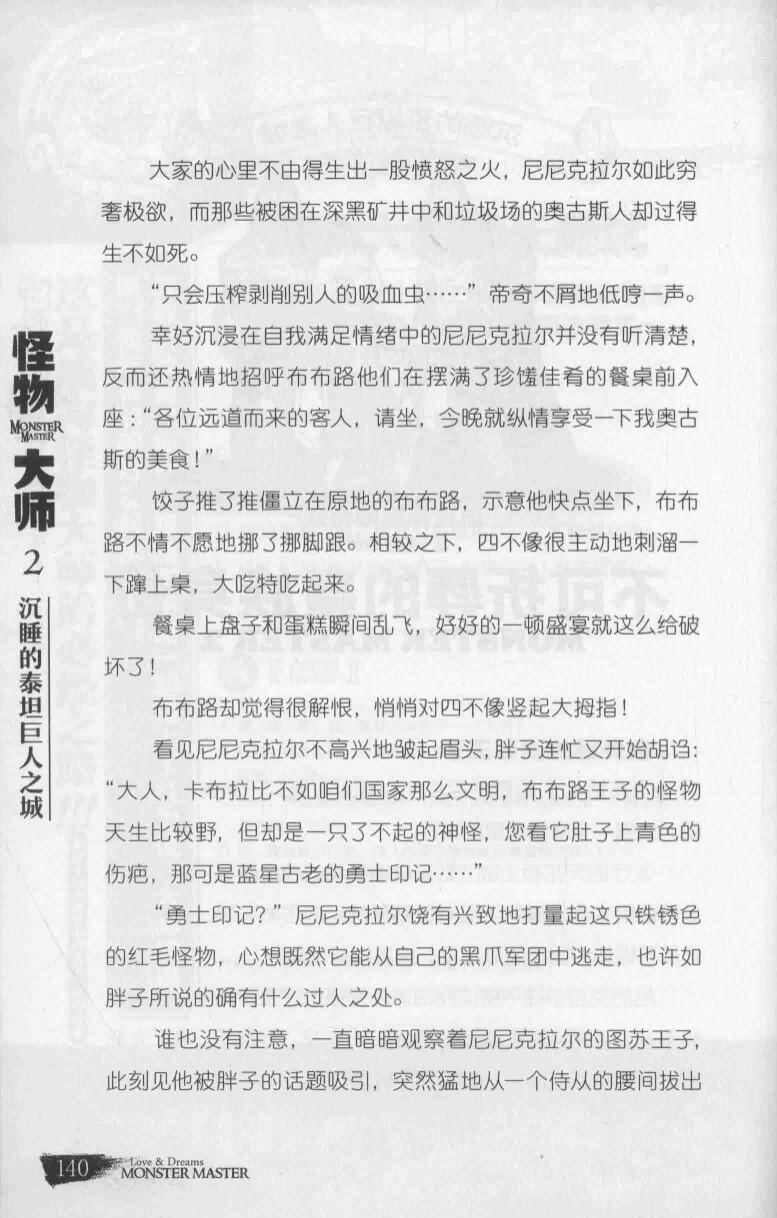 大家的心里不由得生出一股愤怒之火，尼尼克拉尔如此穷
奢极欲，而那些被困在深黑矿井中和垃圾场的奥古斯人却过得
生不如死。
“只会压榨剥削别人的吸血虫……”帝奇不屑地低哼一声。
幸好沉浸在自我满足情绪中的尼尼克拉尔并没有听清楚，
反而还热情地招呼布布路他们在摆满了珍馐佳肴的餐桌前入
座：“各位远道而来的客人，请坐，今晚就纵情享受一下我奥古
斯的美食！”
饺子推了推僵立在原地的布布路，示意他快点坐下，布布
路不情不愿地挪了挪脚跟。相较之下，四不像很主动地刺溜一
下蹿上桌，大吃特吃起来。
餐桌上盘子和蛋糕瞬间乱飞，好好的一顿盛宴就这么给破
坏了！
布布路却觉得很解恨，悄悄对四不像竖起大拇指！
看见尼尼克拉尔不高兴地皱起眉头，胖子连忙又开始胡诌：
“大人，卡布拉比不如咱们国家那么文明，布布路王子的怪物
天生比较野，但却是一只了不起的神怪，您看它肚子上青色的
伤疤，那可是蓝星古老的勇士印记……”
“勇士印记？”尼尼克拉尔饶有兴致地打量起这只铁锈色
的红毛怪物，心想既然它能从自己的黑爪军团中逃走，也许如
胖子所说的确有什么过人之处。
谁也没有注意，一直暗暗观察着尼尼克拉尔的图苏王子，
此刻见他被胖子的话题吸引，突然猛地从一个侍从的腰间拔出
怪物
MONSTER
MASTER
大师
2
沉睡的泰坦巨人之城
140
Love & Dreams
MONSTER MASTER